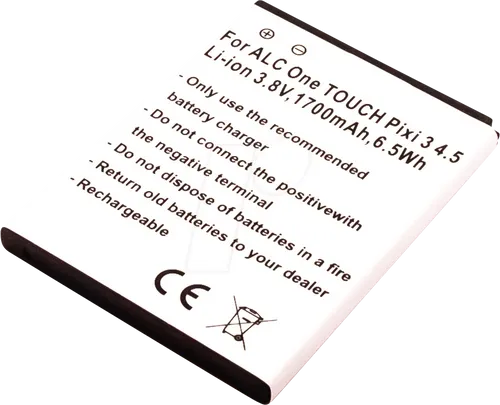 + -
For ALC One TOUCH Pixi 3 4.5
Li-ion 3.8V,1700mAh,6.5Wh
• Only use the recommended
battery charger
• Do not connect the positivewith
the negative terminal
• Do not dispose of batteries in a fire
• Return old batteries to your dealer
• Rechargeable
CE